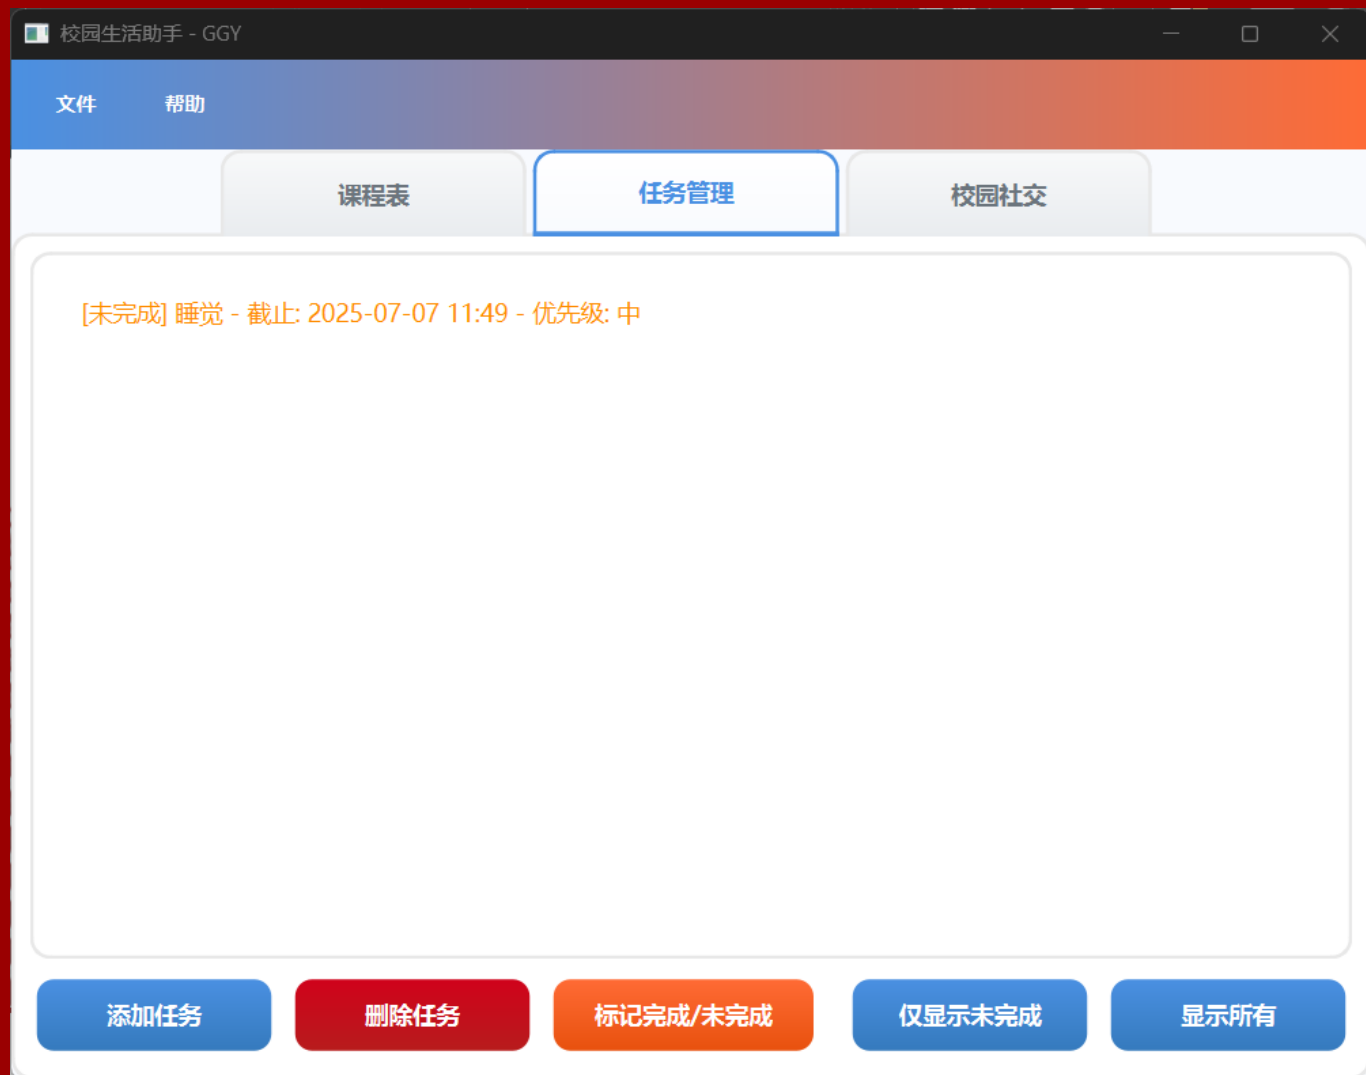 校园生活助手 - GGY
文件 帮助
课程表 任务管理 校园社交
[未完成] 睡觉 - 截止: 2025-07-07 11:49 - 优先级: 中
添加任务 删除任务 标记完成/未完成 仅显示未完成 显示所有